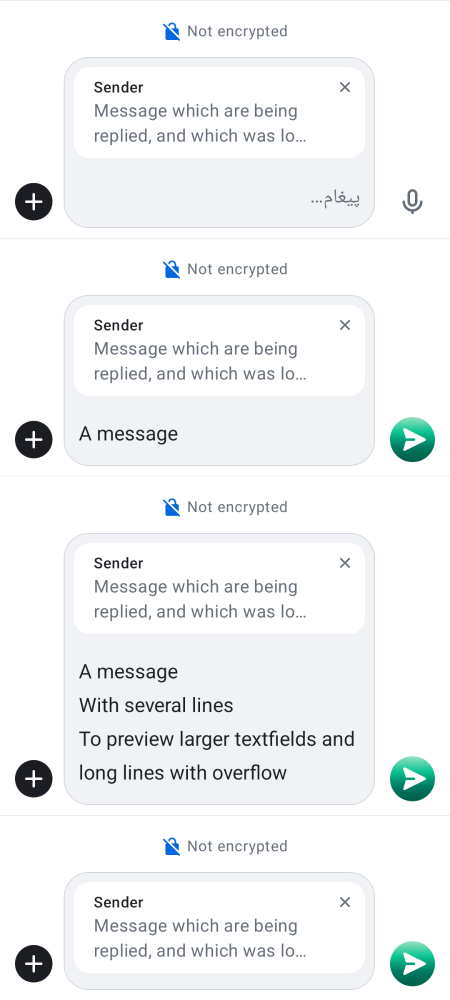 Not encrypted
Sender
Message which are being
replied, and which was lo…
پیغام…
Not encrypted
Sender
Message which are being
replied, and which was lo…
A message
Not encrypted
Sender
Message which are being
replied, and which was lo…
A message
With several lines
To preview larger textfields and
long lines with overflow
Not encrypted
Sender
Message which are being
replied, and which was lo…